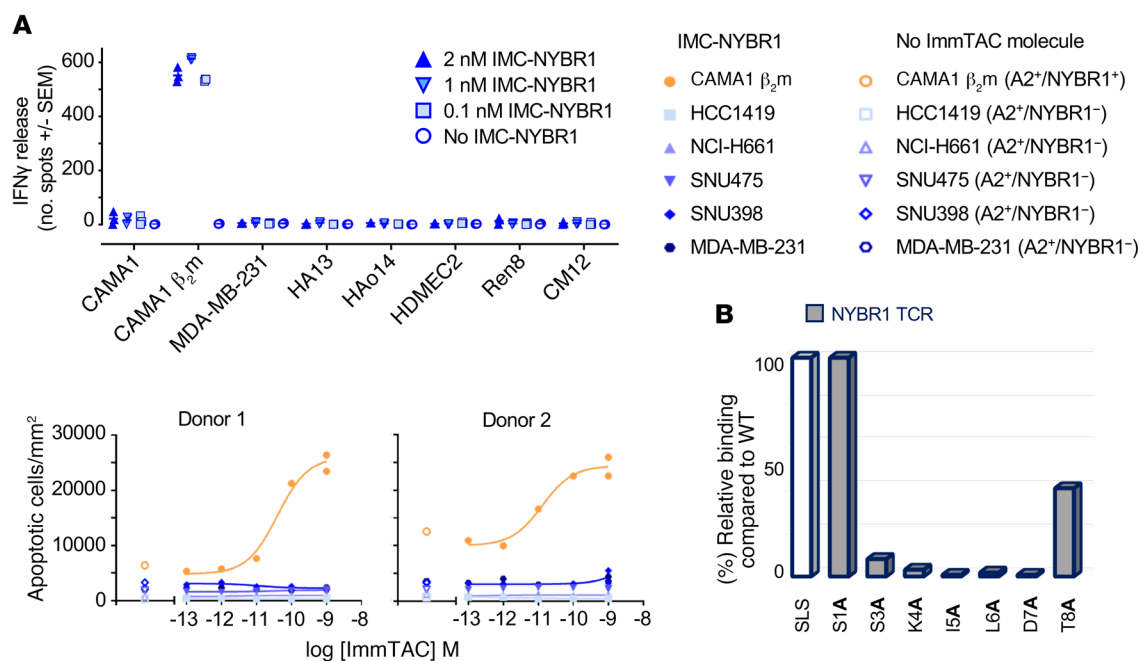 A
IFNγ release
(no. spots +/- SEM)
600
400
200
0
2 nM IMC-NYBR1
1 nM IMC-NYBR1
0.1 nM IMC-NYBR1
No IMC-NYBR1
CAMA1
CAMA1 β₂m
MDA-MB-231
HA13
HAo14
HDMEC2
Ren8
CM12
IMC-NYBR1
CAMA1 β₂m
HCC1419
NCI-H661
SNU475
SNU398
MDA-MB-231
No ImmTAC molecule
CAMA1 β₂m (A2⁺/NYBR1⁺)
HCC1419 (A2⁺/NYBR1⁻)
NCI-H661 (A2⁺/NYBR1⁻)
SNU475 (A2⁺/NYBR1⁻)
SNU398 (A2⁺/NYBR1⁻)
MDA-MB-231 (A2⁺/NYBR1⁻)
Donor 1
Donor 2
Apoptotic cells/mm²
30000
20000
10000
0
-13 -12 -11 -10 -9 -8
-13 -12 -11 -10 -9 -8
log [ImmTAC] M
B
NYBR1 TCR
(%) Relative binding
compared to WT
100
50
0
SLS
S1A
S3A
K4A
I5A
L6A
D7A
T8A